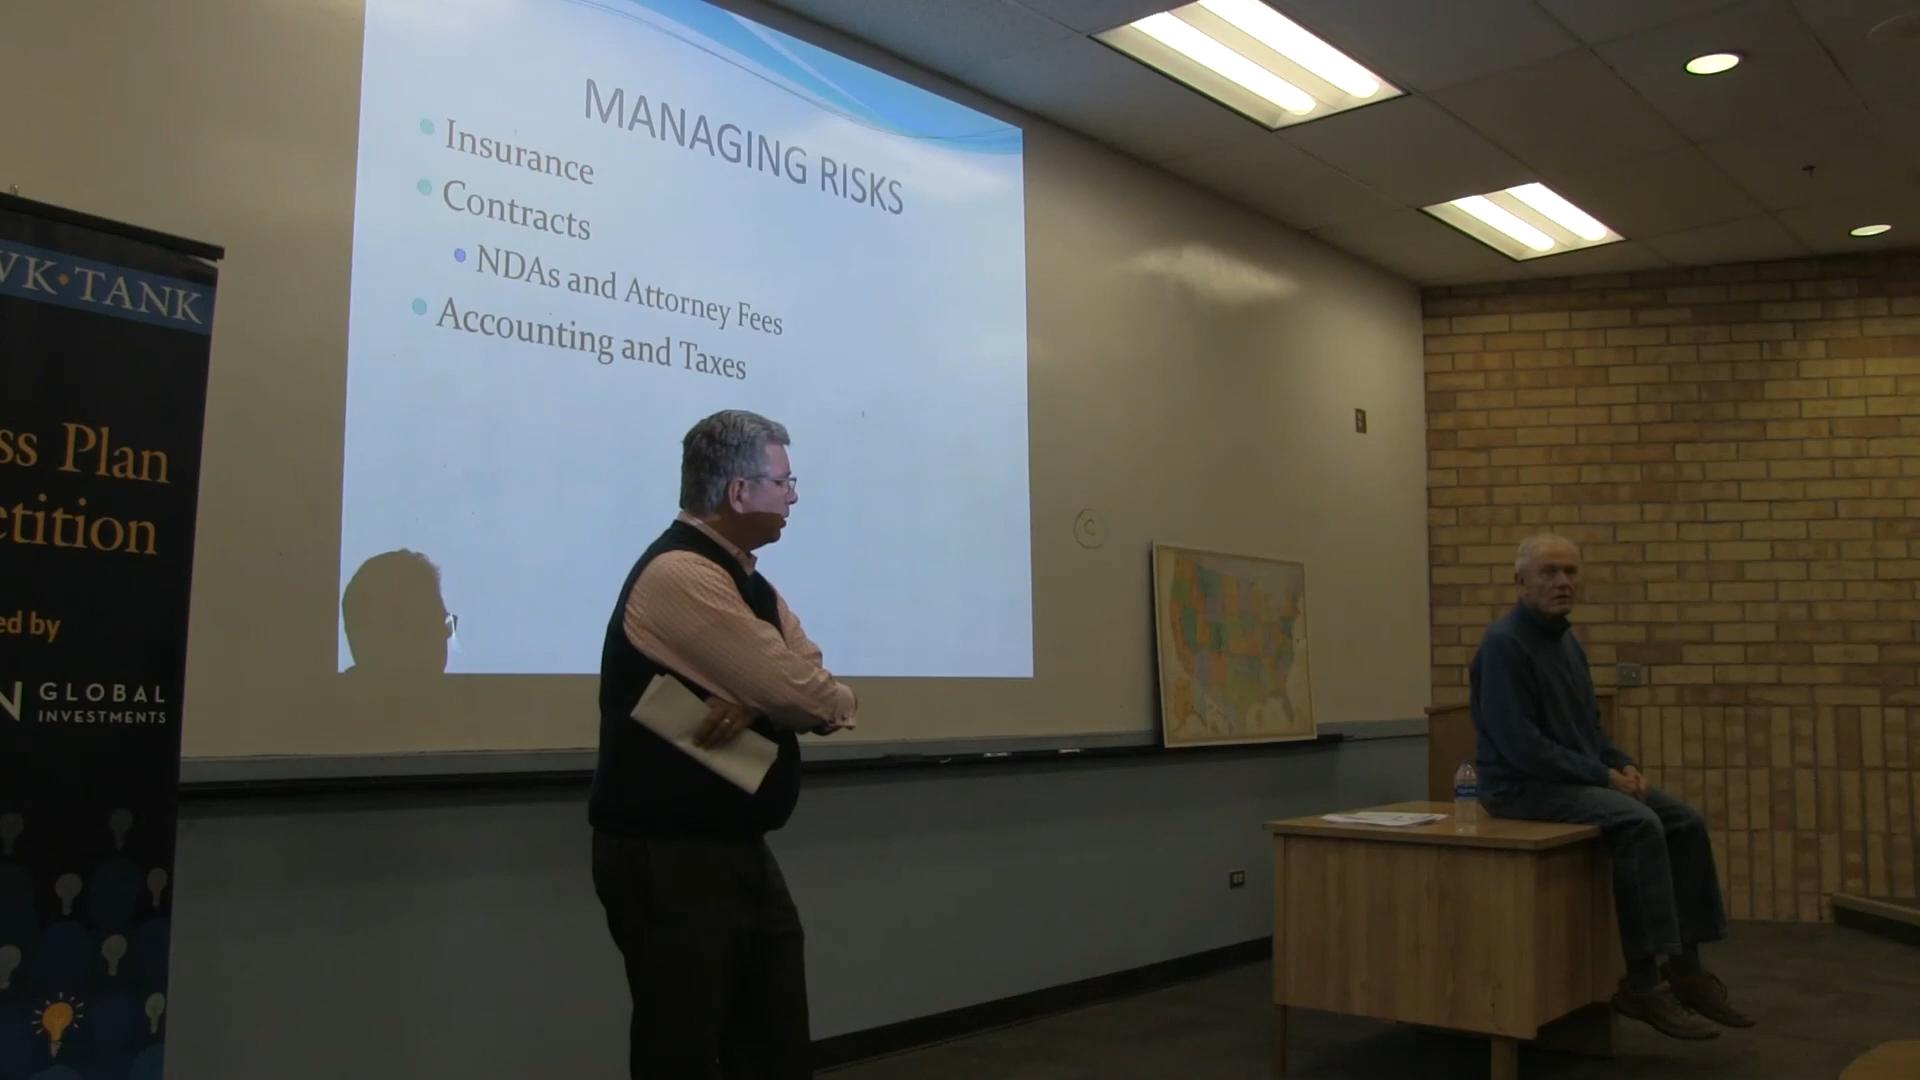 MANAGING RISKS
Insurance
Contracts
NDAs and Attorney Fees
Accounting and Taxes
WK•TANK
ss Plan
etition
ed by
N GLOBAL
INVESTMENTS
C